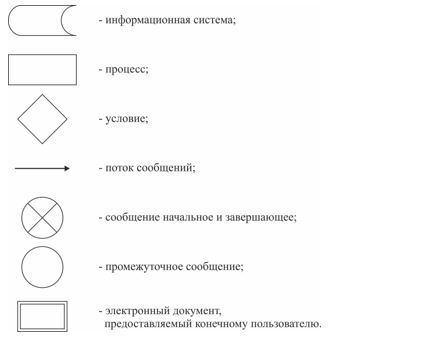 - информационная система;
- процесс;
- условие;
- поток сообщений;
- сообщение начальное и завершающее;
- промежуточное сообщение;
- электронный документ,
предоставляемый конечному пользователю.